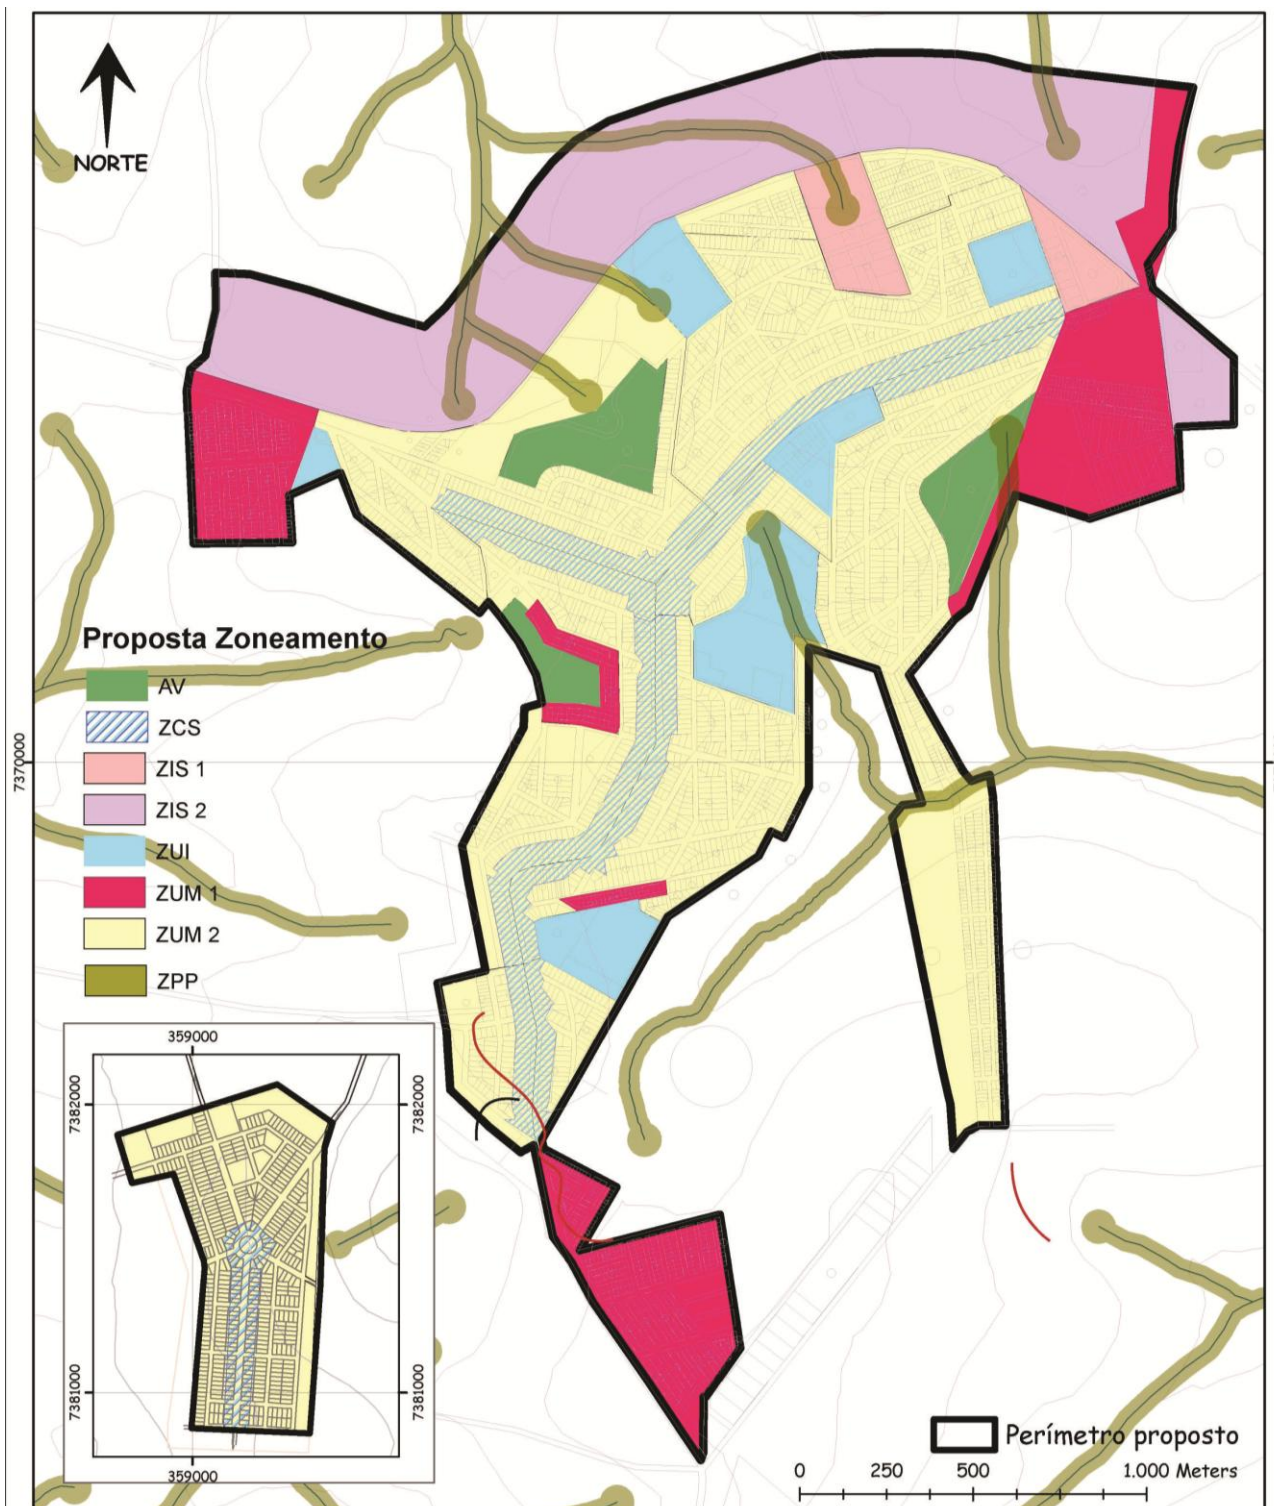 NORTE
Proposta Zoneamento
AV
ZCS
ZIS 1
ZIS 2
ZUI
ZUM 1
ZUM 2
ZPP
7370000
359000
7382000
7382000
7381000
7381000
359000
Perímetro proposto
0 250 500 1.000 Meters